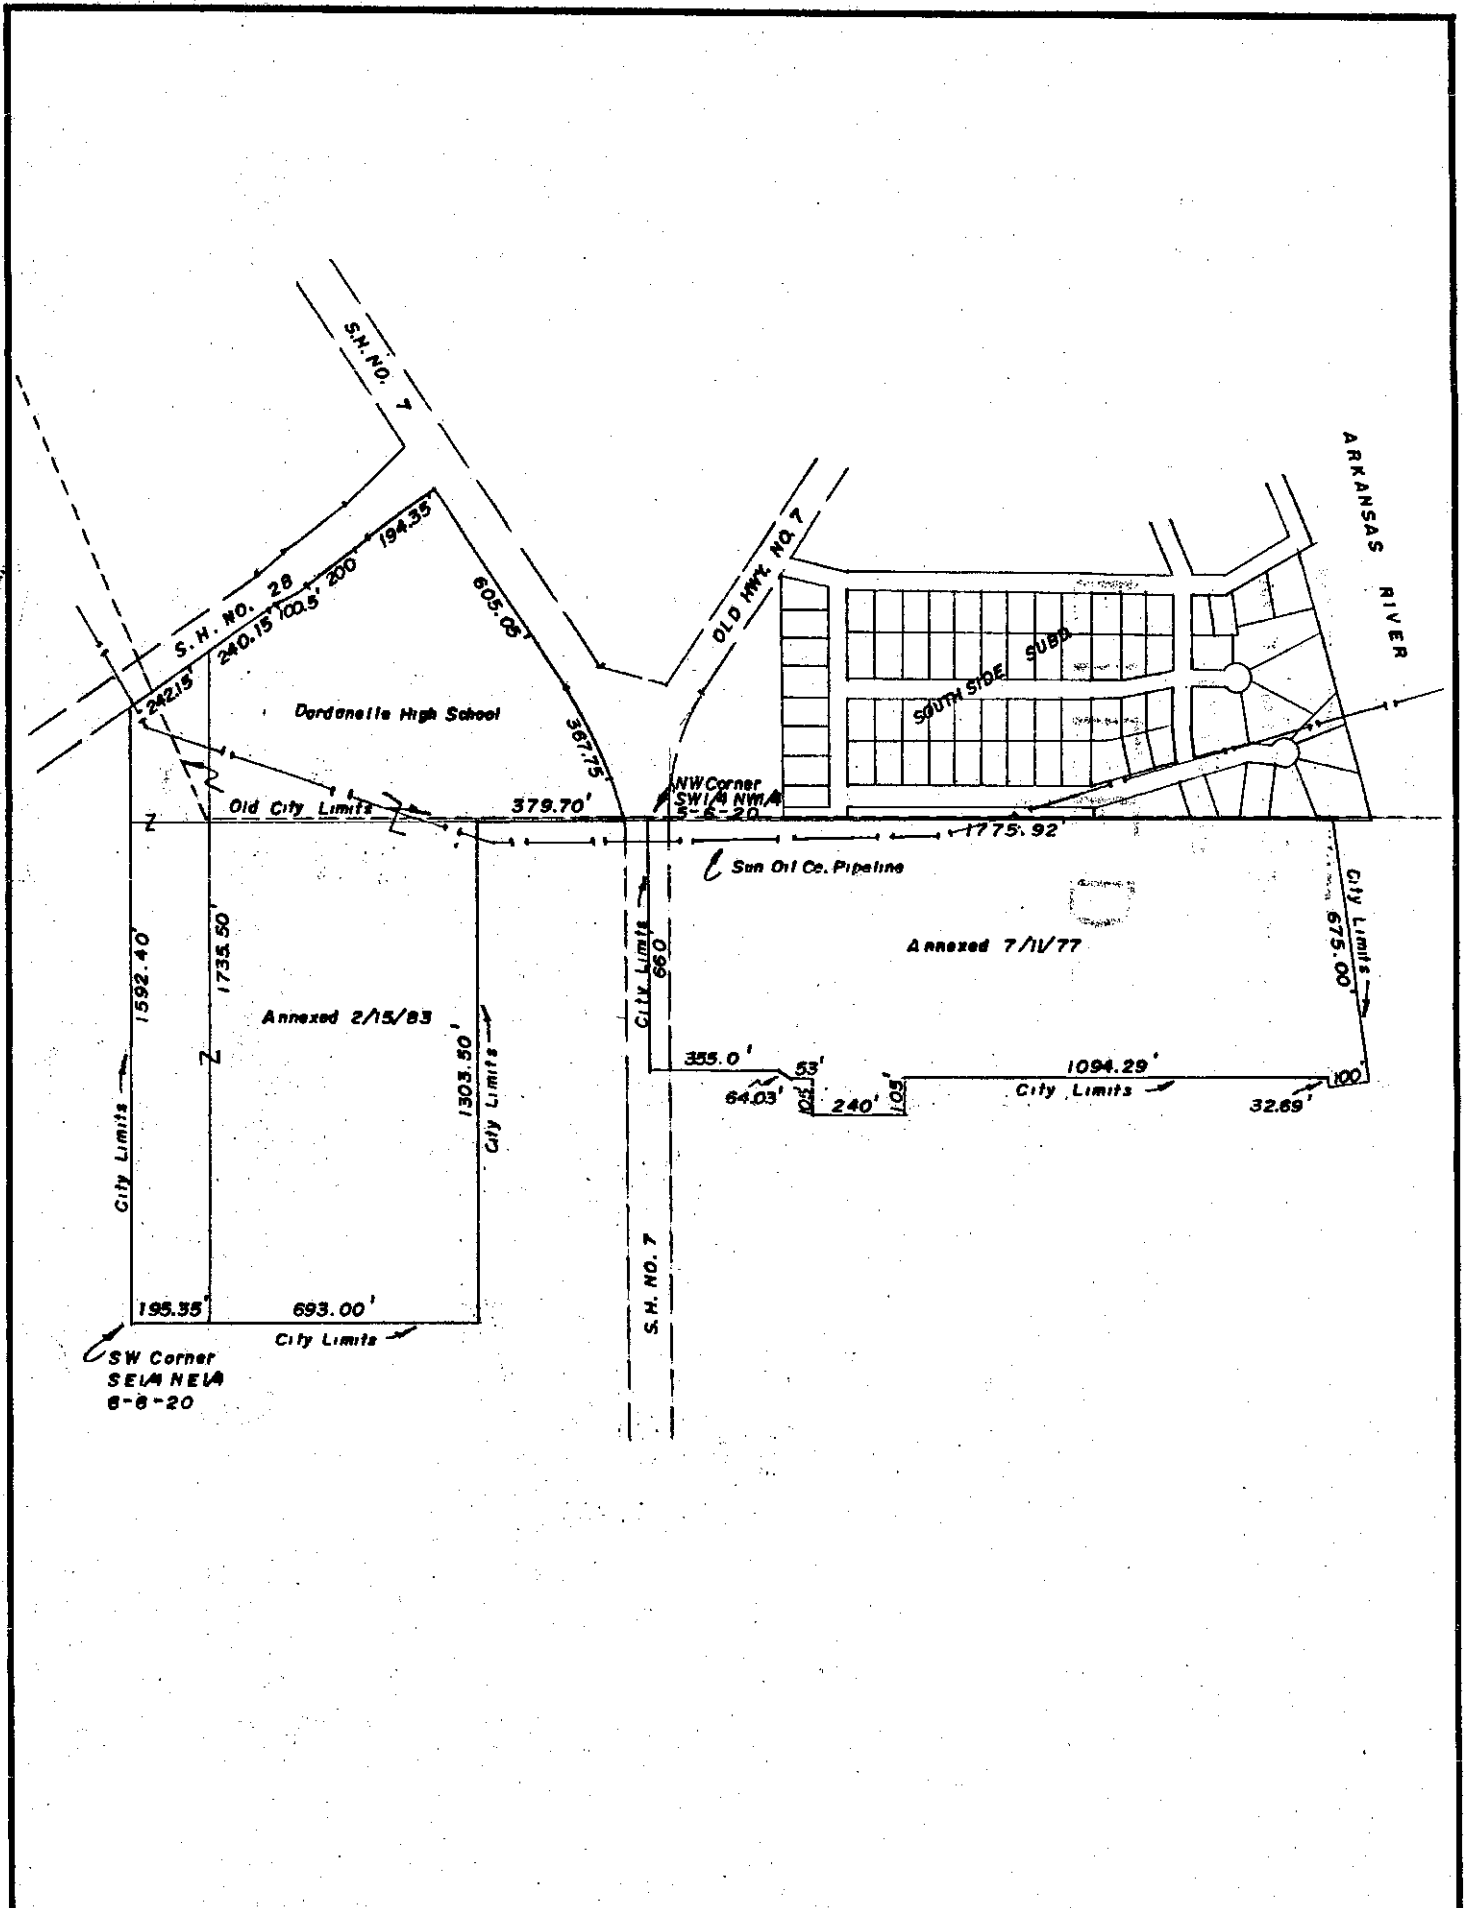 S.H. NO. 7
ARKANSAS RIVER
OLD HWY. NO. 7
194.35'
200'
100.5'
S. H. NO. 28
240.15'
242.15'
605.05'
SOUTH SIDE SUBD.
Dardanelle High School
367.75'
NW Corner
SW1/4 NW1/4
5-6-20
Old City Limits
379.70'
1775.92'
Sun Oil Co. Pipeline
City Limits
675.00'
1592.40'
1735.50'
City Limits
660
Annexed 7/11/77
Annexed 2/15/83
1303.50'
City Limits
355.0'
53'
64.03'
105'
240'
105'
1094.29'
City Limits
100'
32.69'
City Limits
S.H. NO. 7
195.35'
693.00'
City Limits
SW Corner
SE1/4 NE1/4
6-6-20